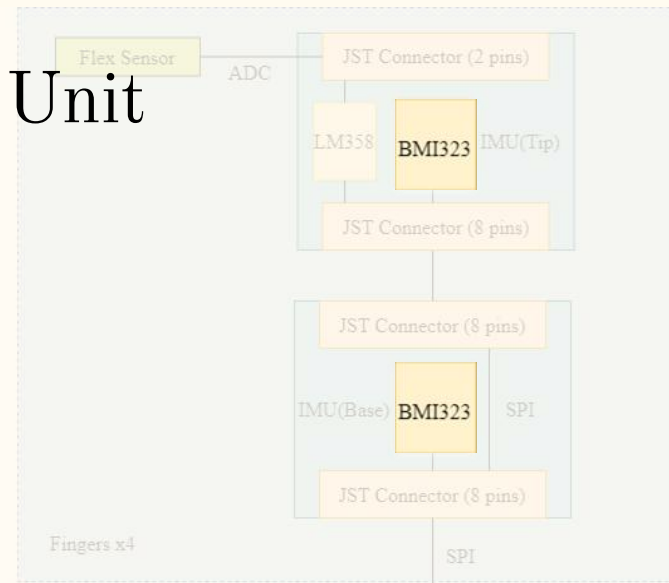 Flex Sensor
ADC
JST Connector (2 pins)
Unit
LM358
BMI323
IMU(Tip)
JST Connector (8 pins)
JST Connector (8 pins)
IMU(Base)
BMI323
SPI
JST Connector (8 pins)
Fingers x4
SPI